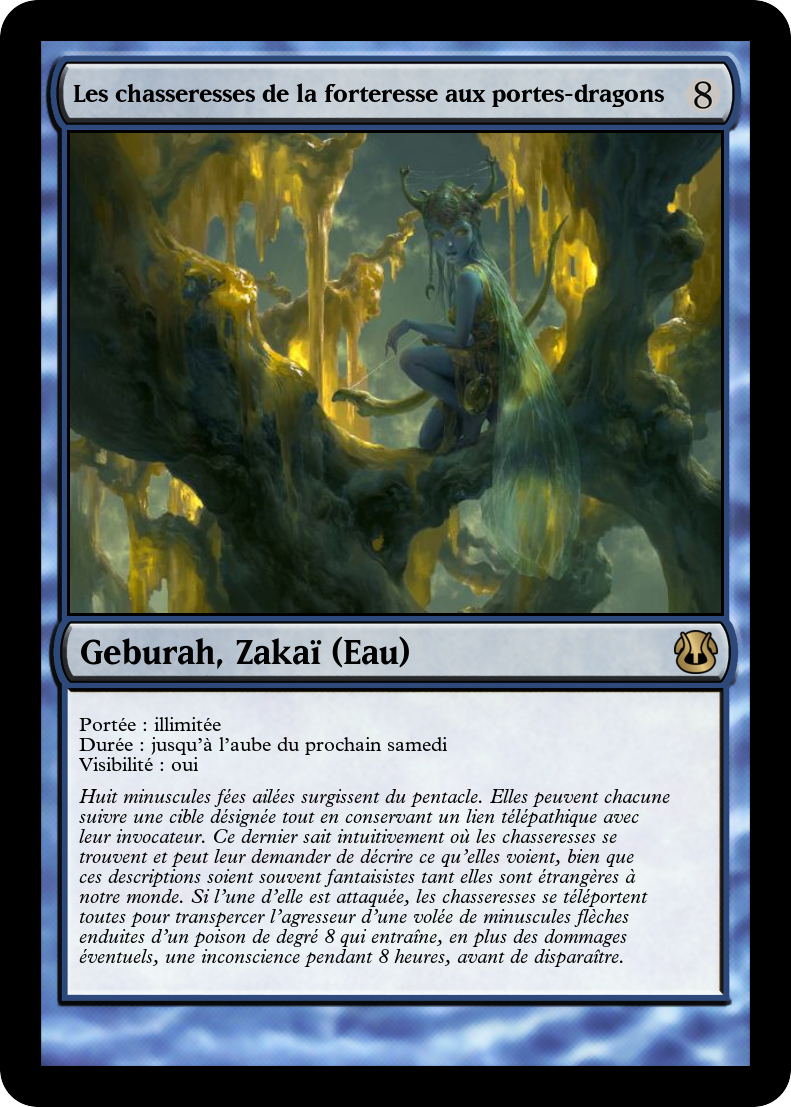 Les chasseresses de la forteresse aux portes-dragons 8
Geburah, Zakaï (Eau)
Portée : illimitée
Durée : jusqu'à l'aube du prochain samedi
Visibilité : oui
Huit minuscules fées ailées surgissent du pentacle. Elles peuvent chacune
suivre une cible désignée tout en conservant un lien télépathique avec
leur invocateur. Ce dernier sait intuitivement où les chasseresses se
trouvent et peut leur demander de décrire ce qu'elles voient, bien que
ces descriptions soient souvent fantaisistes tant elles sont étrangères à
notre monde. Si l'une d'elle est attaquée, les chasseresses se téléportent
toutes pour transpercer l'agresseur d'une volée de minuscules flèches
enduites d'un poison de degré 8 qui entraîne, en plus des dommages
éventuels, une inconscience pendant 8 heures, avant de disparaître.